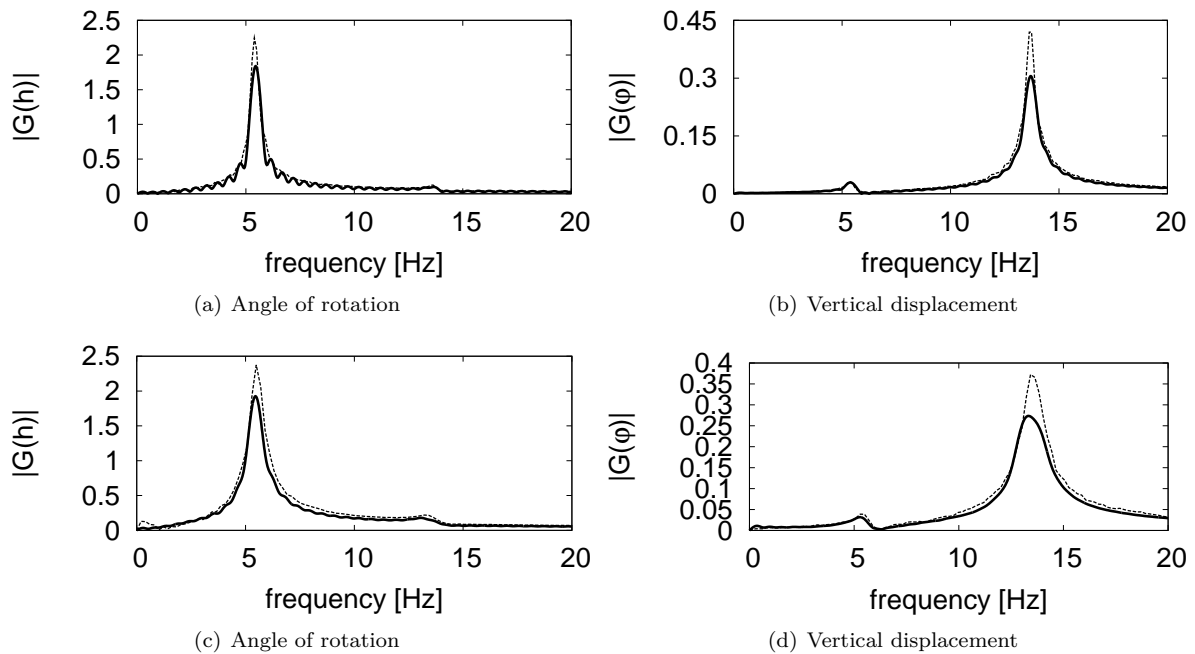 |G(h)|
2.5
2
1.5
1
0.5
0
0 5 10 15 20
frequency [Hz]
(a) Angle of rotation
|G(φ)|
0.45
0.3
0.15
0
0 5 10 15 20
frequency [Hz]
(b) Vertical displacement
|G(h)|
2.5
2
1.5
1
0.5
0
0 5 10 15 20
frequency [Hz]
(c) Angle of rotation
|G(φ)|
0.4
0.35
0.3
0.25
0.2
0.15
0.1
0.05
0
0 5 10 15 20
frequency [Hz]
(d) Vertical displacement